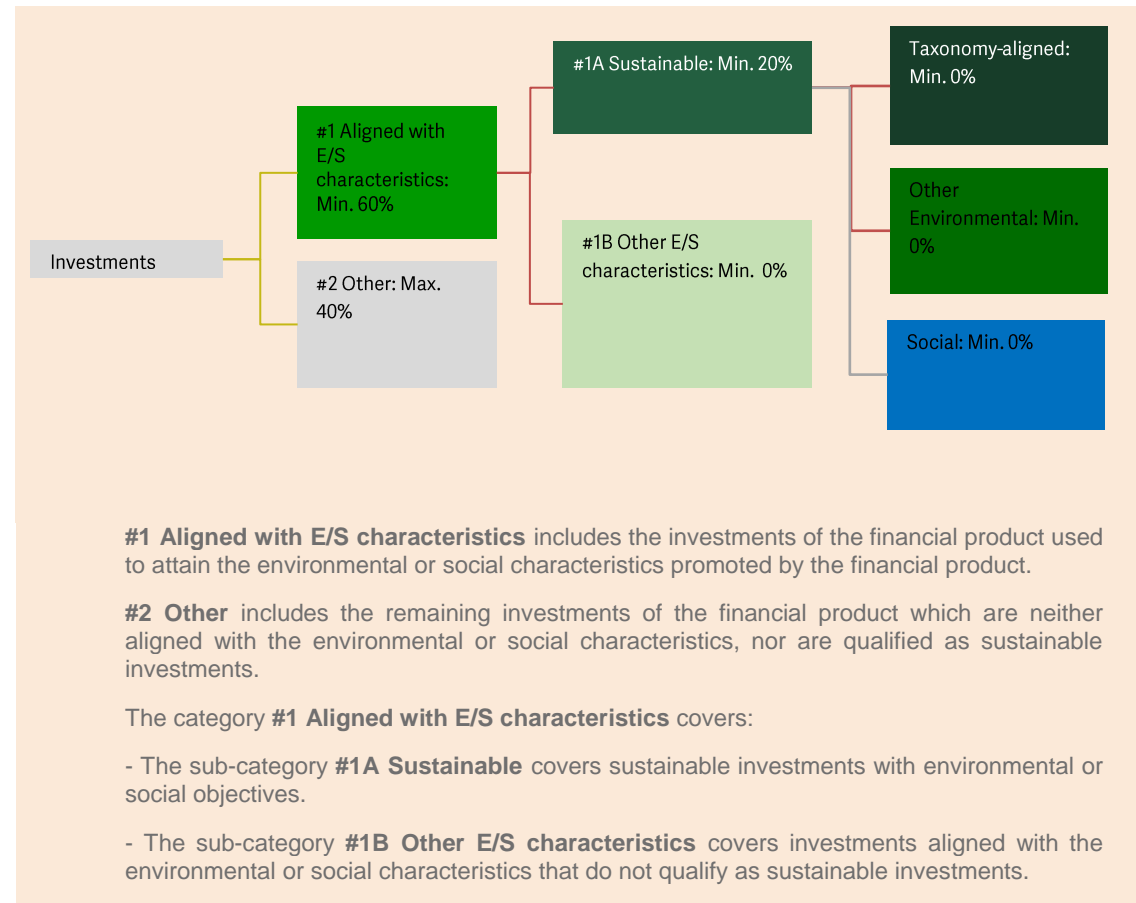 Investments
#1 Aligned with
E/S
characteristics:
Min. 60%
#2 Other: Max.
40%
#1A Sustainable: Min. 20%
#1B Other E/S
characteristics: Min. 0%
Taxonomy-aligned:
Min. 0%
Other
Environmental: Min.
0%
Social: Min. 0%
#1 Aligned with E/S characteristics includes the investments of the financial product used
to attain the environmental or social characteristics promoted by the financial product.
#2 Other includes the remaining investments of the financial product which are neither
aligned with the environmental or social characteristics, nor are qualified as sustainable
investments.
The category #1 Aligned with E/S characteristics covers:
- The sub-category #1A Sustainable covers sustainable investments with environmental or
social objectives.
- The sub-category #1B Other E/S characteristics covers investments aligned with the
environmental or social characteristics that do not qualify as sustainable investments.